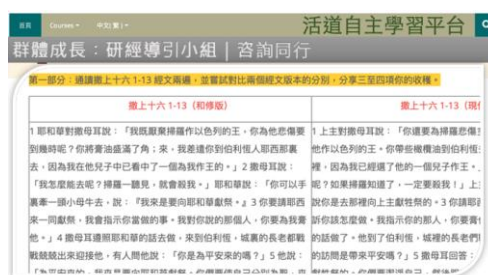 首頁 Courses 中文(繁)
活道自主學習平台
群體成長：研經導引小組 | 咨詢同行
第一部分：通讀撒上十六 1-13 經文兩遍，並嘗試對比兩個經文版本的分別，分享三至四項你的收穫。
撒上十六 1-13（和修版）
撒上十六 1-13（現
1 耶和華對撒母耳說：「我既厭棄掃羅作以色列的王，你為他悲傷要
到幾時呢？你將膏油盛滿了角；來，我差遣你到伯利恆人耶西那裏
去，因為我在他兒子中已看中了一個為我作王的。」2 撒母耳說：
「我怎麼能去呢？掃羅一聽見，就會殺我。」耶和華說：「你可以手
裏牽一頭小母牛去，說：『我來是要向耶和華獻祭。』3 你要請耶西
來一同獻祭，我會指示你當做的事。我對你說的那個人，你要為我膏
他。」4 撒母耳遵照耶和華的話去做，來到伯利恆，城裏的長老都戰
戰兢兢出來迎接他，有人問他說：「你是為平安來的嗎？」5 他說：
1 上主對撒母耳說：「你還要為掃羅悲傷
他作以色列的王。你帶些橄欖油到伯利恆
裡，因為我已經選了他的一個兒子作王。
呢？如果掃羅知道了，一定要殺我！」上
說你是去那裡向上主獻牲祭的。3 你請耶西
訴你該怎麼做。我指示你的那人，你要膏
的話做了。他到了伯利恆，城裡的長老們
的訪問是帶來平安嗎？」5 撒母耳回答：